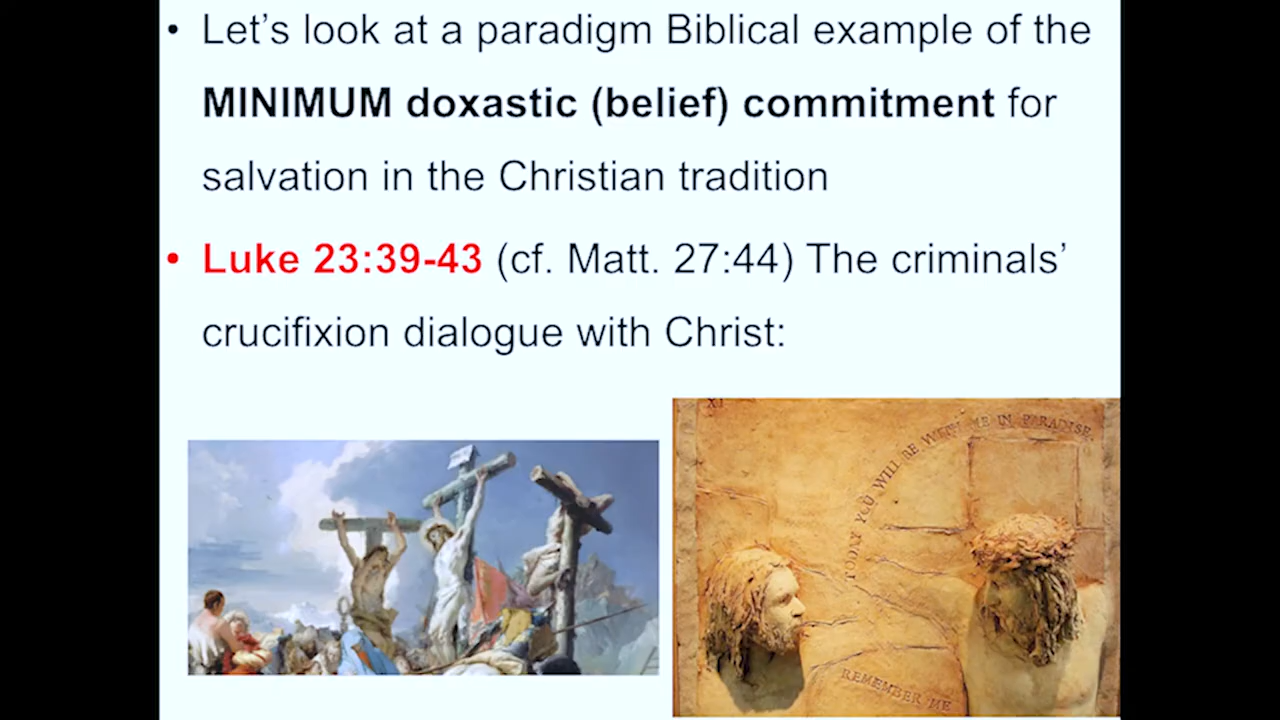 • Let’s look at a paradigm Biblical example of the
MINIMUM doxastic (belief) commitment for
salvation in the Christian tradition
• Luke 23:39-43 (cf. Matt. 27:44) The criminals’
crucifixion dialogue with Christ:
XI
TODAY YOU WILL BE WITH ME IN PARADISE
REMEMBER ME